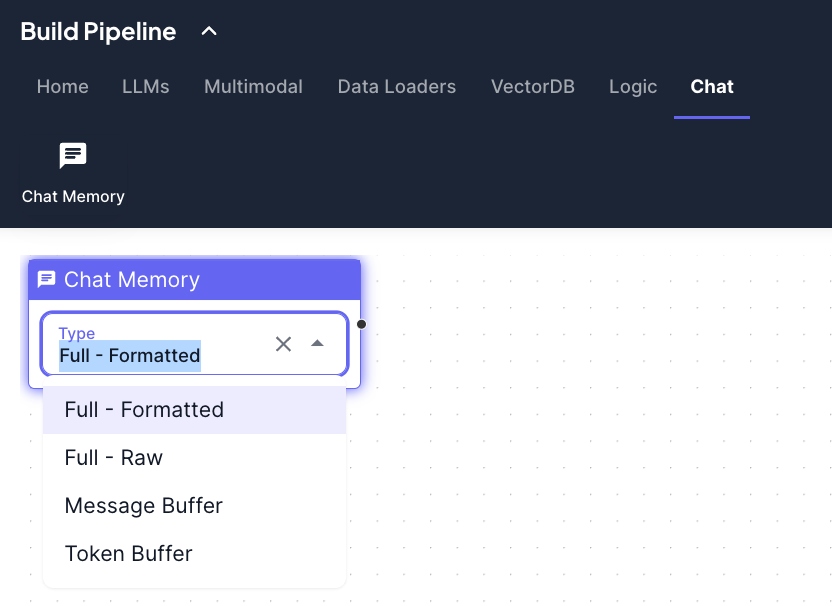 Build Pipeline
Home LLMs Multimodal Data Loaders VectorDB Logic Chat
Chat Memory
Chat Memory
Type
Full - Formatted
Full - Formatted
Full - Raw
Message Buffer
Token Buffer